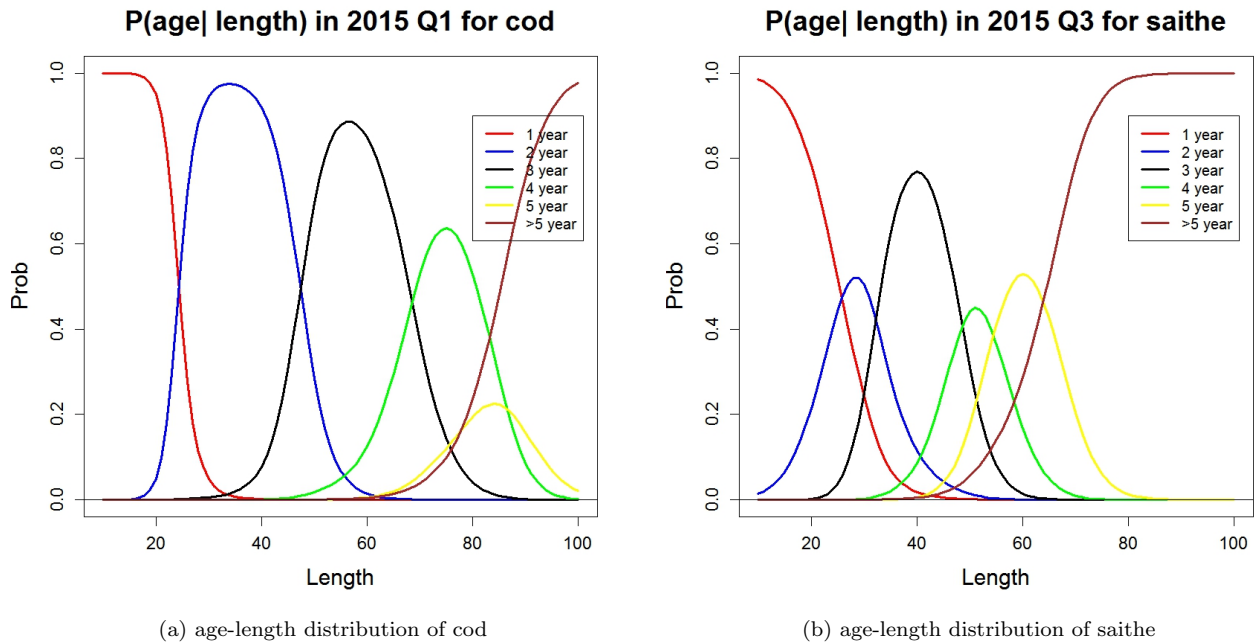 P(age| length) in 2015 Q1 for cod
Prob
1.0
0.8
0.6
0.4
0.2
0.0
1 year
2 year
3 year
4 year
5 year
>5 year
20 40 60 80 100
Length
(a) age-length distribution of cod
P(age| length) in 2015 Q3 for saithe
Prob
1.0
0.8
0.6
0.4
0.2
0.0
1 year
2 year
3 year
4 year
5 year
>5 year
20 40 60 80 100
Length
(b) age-length distribution of saithe